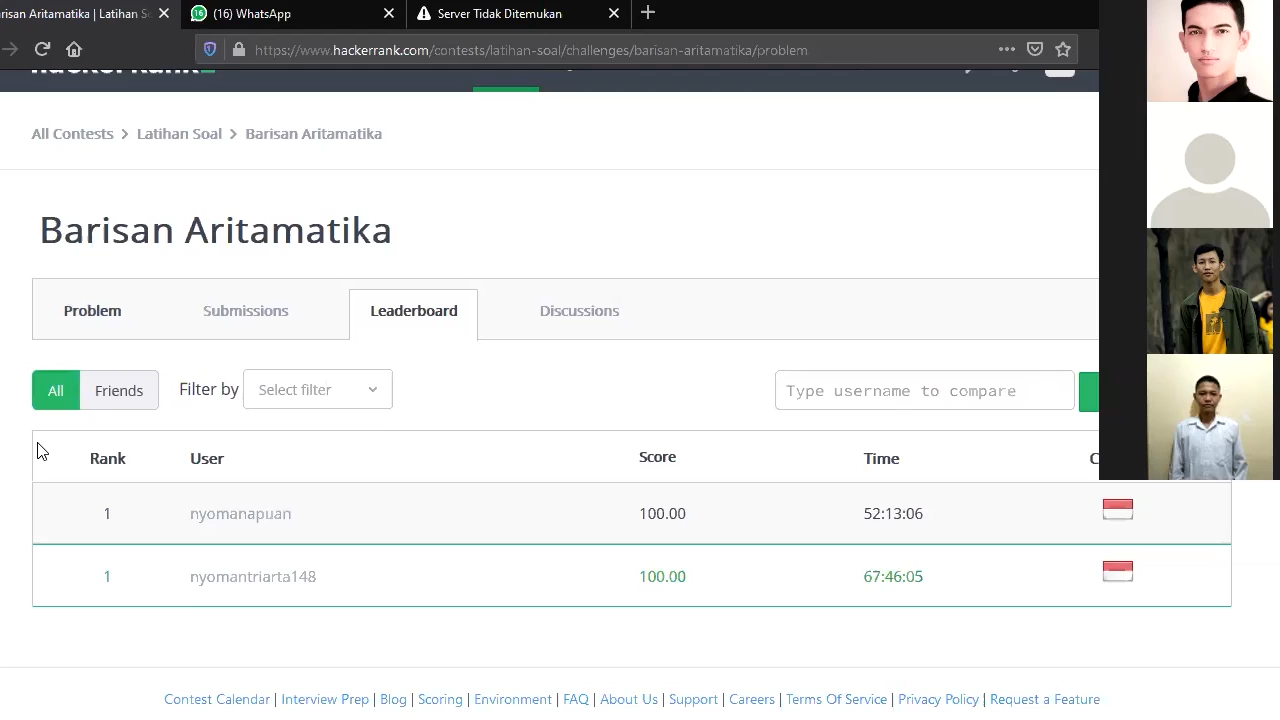 arisan Aritamatika | Latihan So
16
(16) WhatsApp
Server Tidak Ditemukan
https://www.hackerrank.com/contests/latihan-soal/challenges/barisan-aritamatika/problem
All Contests > Latihan Soal > Barisan Aritamatika
Barisan Aritamatika
Problem
Submissions
Leaderboard
Discussions
All
Friends
Filter by
Select filter
Type username to compare
Rank
User
Score
Time
C
1
nyomanapuan
100.00
52:13:06
1
nyomantriarta148
100.00
67:46:05
Contest Calendar | Interview Prep | Blog | Scoring | Environment | FAQ | About Us | Support | Careers | Terms Of Service | Privacy Policy | Request a Feature